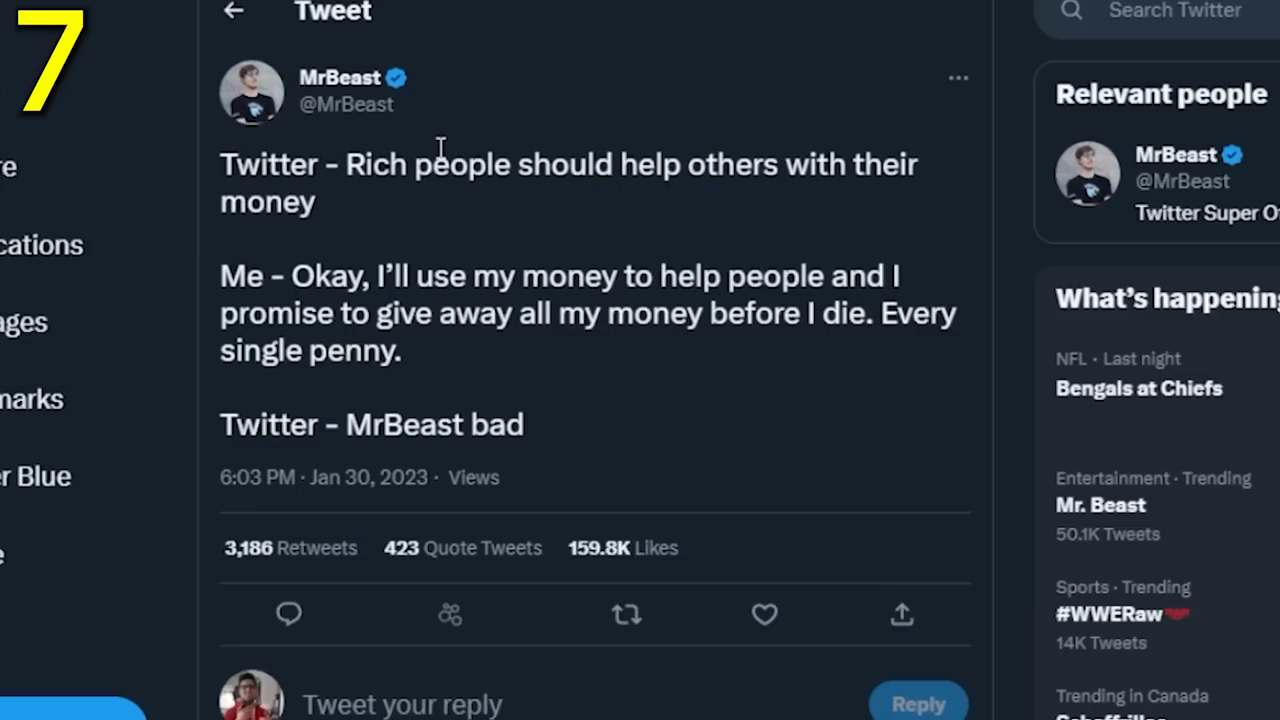 7
Tweet
Search Twitter
MrBeast
@MrBeast
Twitter - Rich people should help others with their
money
Me - Okay, I'll use my money to help people and I
promise to give away all my money before I die. Every
single penny.
Twitter - MrBeast bad
6:03 PM · Jan 30, 2023 · Views
3,186 Retweets 423 Quote Tweets 159.8K Likes
Tweet your reply
Reply
re
cations
ages
marks
r Blue
e
Relevant people
MrBeast
@MrBeast
Twitter Super O
What's happening
NFL · Last night
Bengals at Chiefs
Entertainment · Trending
Mr. Beast
50.1K Tweets
Sports · Trending
#WWERaw
14K Tweets
Trending in Canada